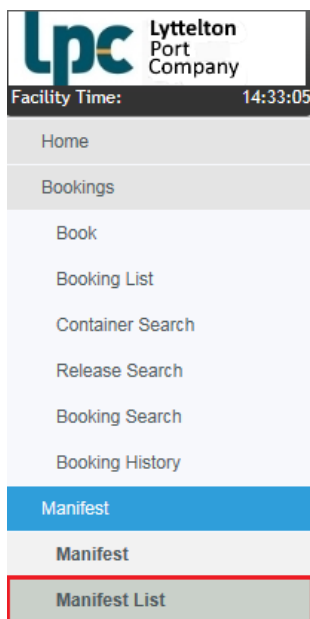 lpc Lyttelton
Port
Company
Facility Time: 14:33:05
Home
Bookings
Book
Booking List
Container Search
Release Search
Booking Search
Booking History
Manifest
Manifest
Manifest List